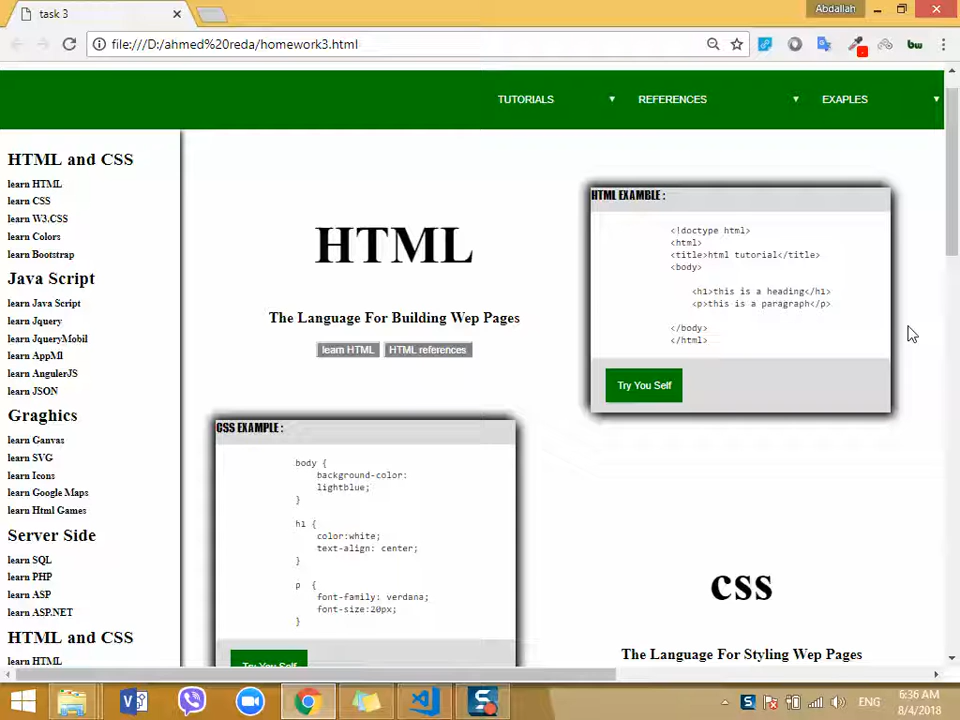 task 3
Abdallah
file:///D:/ahmed%20reda/homework3.html
bw
TUTORIALS
REFERENCES
EXAPLES
HTML and CSS
learn HTML
learn CSS
learn W3.CSS
learn Colors
learn Bootstrap
Java Script
learn Java Script
learn Jquery
learn JqueryMobil
learn AppMl
learn AngulerJS
learn JSON
Graghics
learn Ganvas
learn SVG
learn Icons
learn Google Maps
learn Html Games
Server Side
learn SQL
learn PHP
learn ASP
learn ASP.NET
HTML and CSS
learn HTML
HTML
The Language For Building Wep Pages
learn HTML HTML references
HTML EXAMBLE :
<!doctype html>
<html>
<title>html tutorial</title>
<body>
<h1>this is a heading</h1>
<p>this is a paragraph</p>
</body>
</html>
Try You Self
CSS EXAMPLE :
body {
background-color:
lightblue;
}
h1 {
color:white;
text-align: center;
}
p {
font-family: verdana;
font-size:20px;
}
Try You Self
css
The Language For Styling Wep Pages
ENG
6:36 AM
8/4/2018